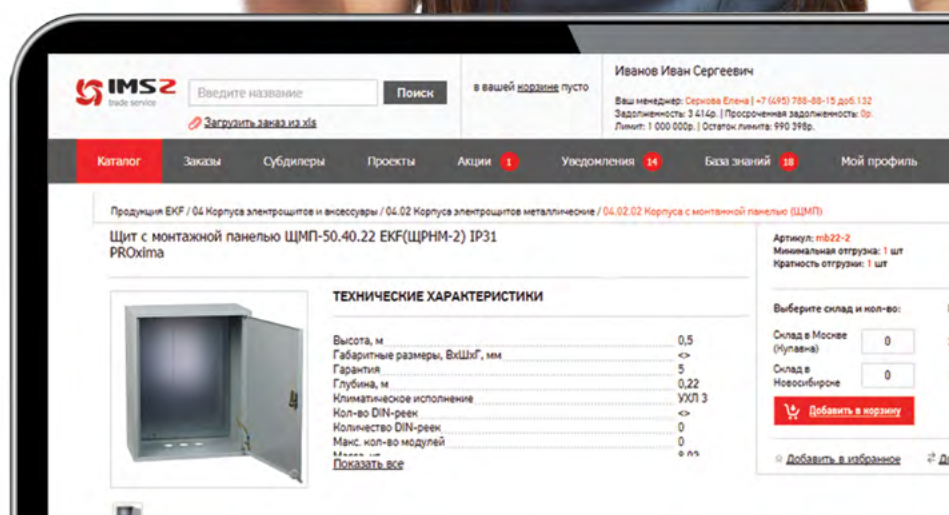 IMS2
trade service
Введите название
Поиск
Загрузить заказ из xls
в вашей корзине пусто
Иванов Иван Сергеевич
Ваш менеджер: Серкова Елена | +7 (495) 788-88-15 доб.132
Задолженность: 3 414р. | Просроченная задолженность: 0р.
Лимит: 1 000 000р. | Остаток лимита: 990 398р.
Каталог Заказы Субдилеры Проекты Акции 1 Уведомления 14 База знаний 18 Мой профиль
Продукция EKF / 04 Корпуса электрощитов и аксессуары / 04.02 Корпуса электрощитов металлические / 04.02.02 Корпуса с монтажной панелью (ЩМП)
Щит с монтажной панелью ЩМП-50.40.22 EKF(ЩРНМ-2) IP31
PROxima
Артикул: mb22-2
Минимальная отгрузка: 1 шт
Кратность отгрузки: 1 шт
ТЕХНИЧЕСКИЕ ХАРАКТЕРИСТИКИ
Высота, м 0,5
Габаритные размеры, ВхШхГ, мм <>
Гарантия 5
Глубина, м 0,22
Климатическое исполнение УХЛ 3
Кол-во DIN-реек <>
Количество DIN-реек 0
Макс. кол-во модулей 0
Показать все
Выберите склад и кол-во:
Склад в Москве 0
(Купавна)
Склад в 0
Новосибирске
Добавить в корзину
Добавить в избранное